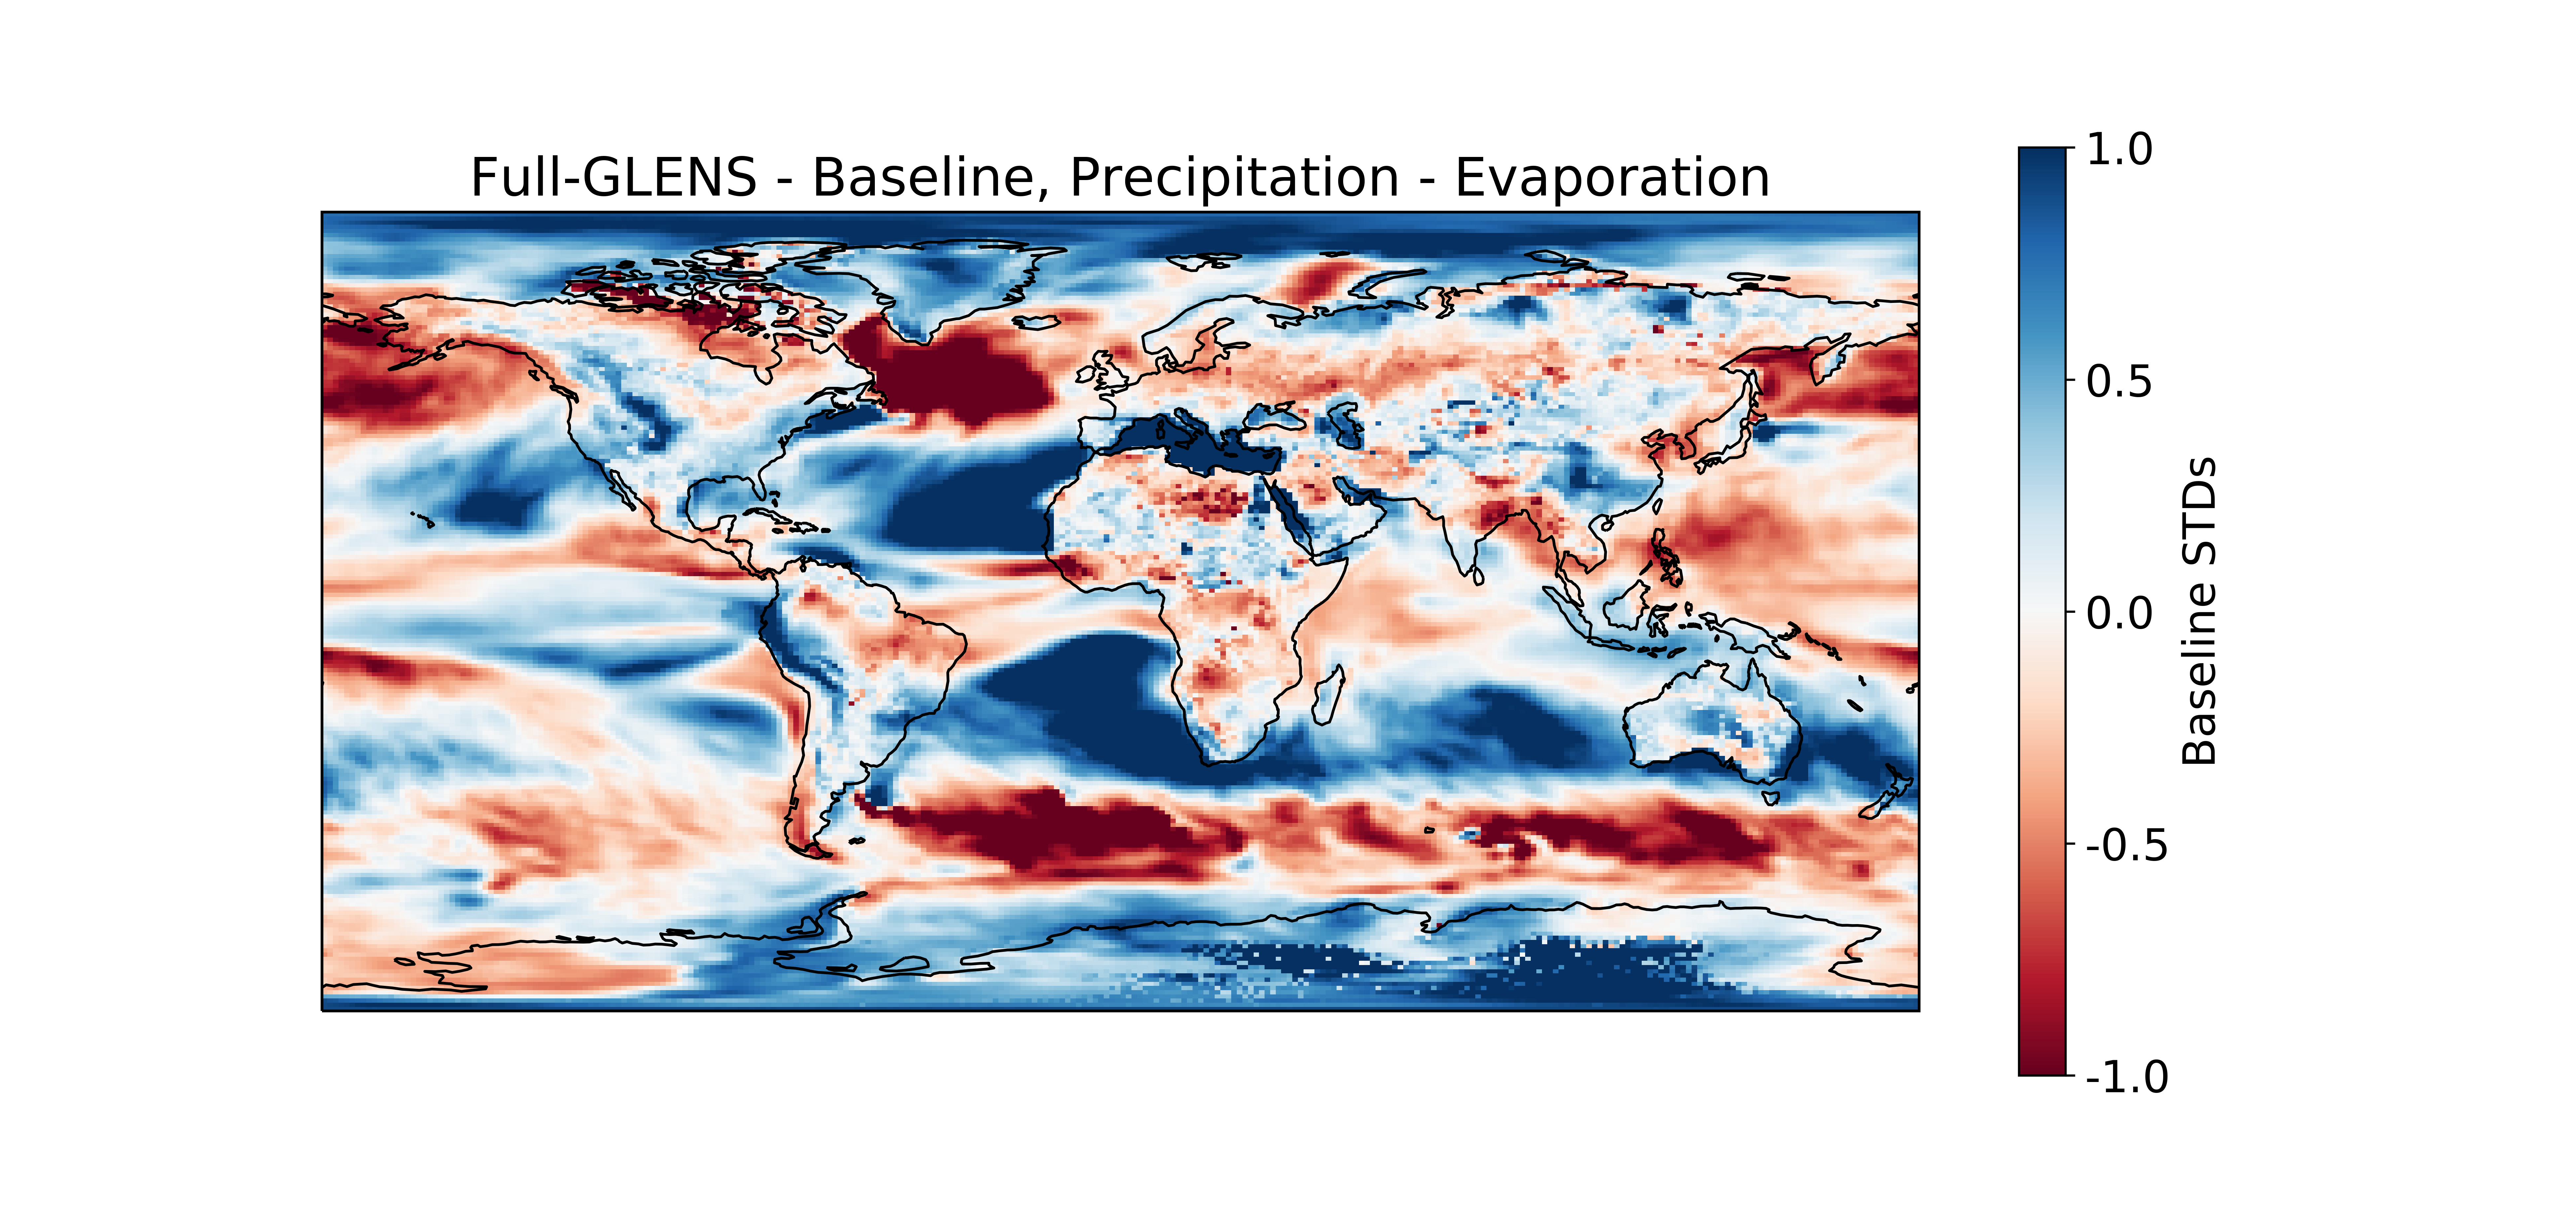 Full-GLENS - Baseline, Precipitation - Evaporation
1.0
0.5
0.0
-0.5
-1.0
Baseline STDs